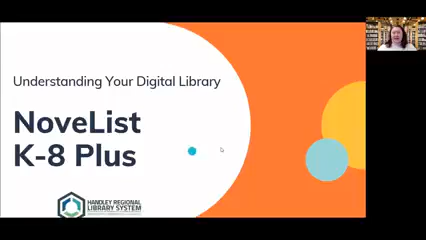 Understanding Your Digital Library
NoveList
K-8 Plus
HANDLEY REGIONAL
LIBRARY SYSTEM